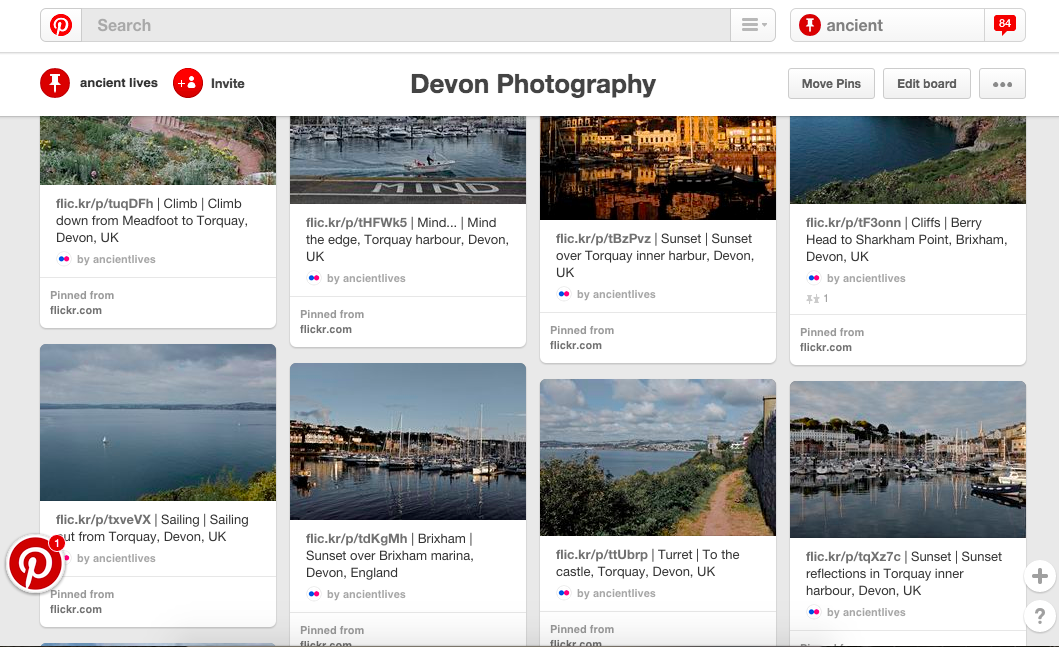 Search
ancient
84
ancient lives
Invite
Devon Photography
Move Pins
Edit board
flic.kr/p/tuqDFh | Climb | Climb
down from Meadfoot to Torquay,
Devon, UK
by ancientlives
Pinned from
flickr.com
MIND
flic.kr/p/tHFWk5 | Mind... | Mind
the edge, Torquay harbour, Devon,
UK
by ancientlives
Pinned from
flickr.com
flic.kr/p/tBzPvz | Sunset | Sunset
over Torquay inner harbur, Devon,
UK
by ancientlives
Pinned from
flickr.com
flic.kr/p/tF3onn | Cliffs | Berry
Head to Sharkham Point, Brixham,
Devon, UK
by ancientlives
1
Pinned from
flickr.com
flic.kr/p/txveVX | Sailing | Sailing
out from Torquay, Devon, UK
by ancientlives
1
Pinned from
flickr.com
flic.kr/p/tdKgMh | Brixham |
Sunset over Brixham marina,
Devon, England
by ancientlives
Pinned from
flickr.com
flic.kr/p/ttUbrp | Turret | To the
castle, Torquay, Devon, UK
by ancientlives
Pinned from
flickr.com
flic.kr/p/tqXz7c | Sunset | Sunset
reflections in Torquay inner
harbour, Devon, UK
by ancientlives
+
?